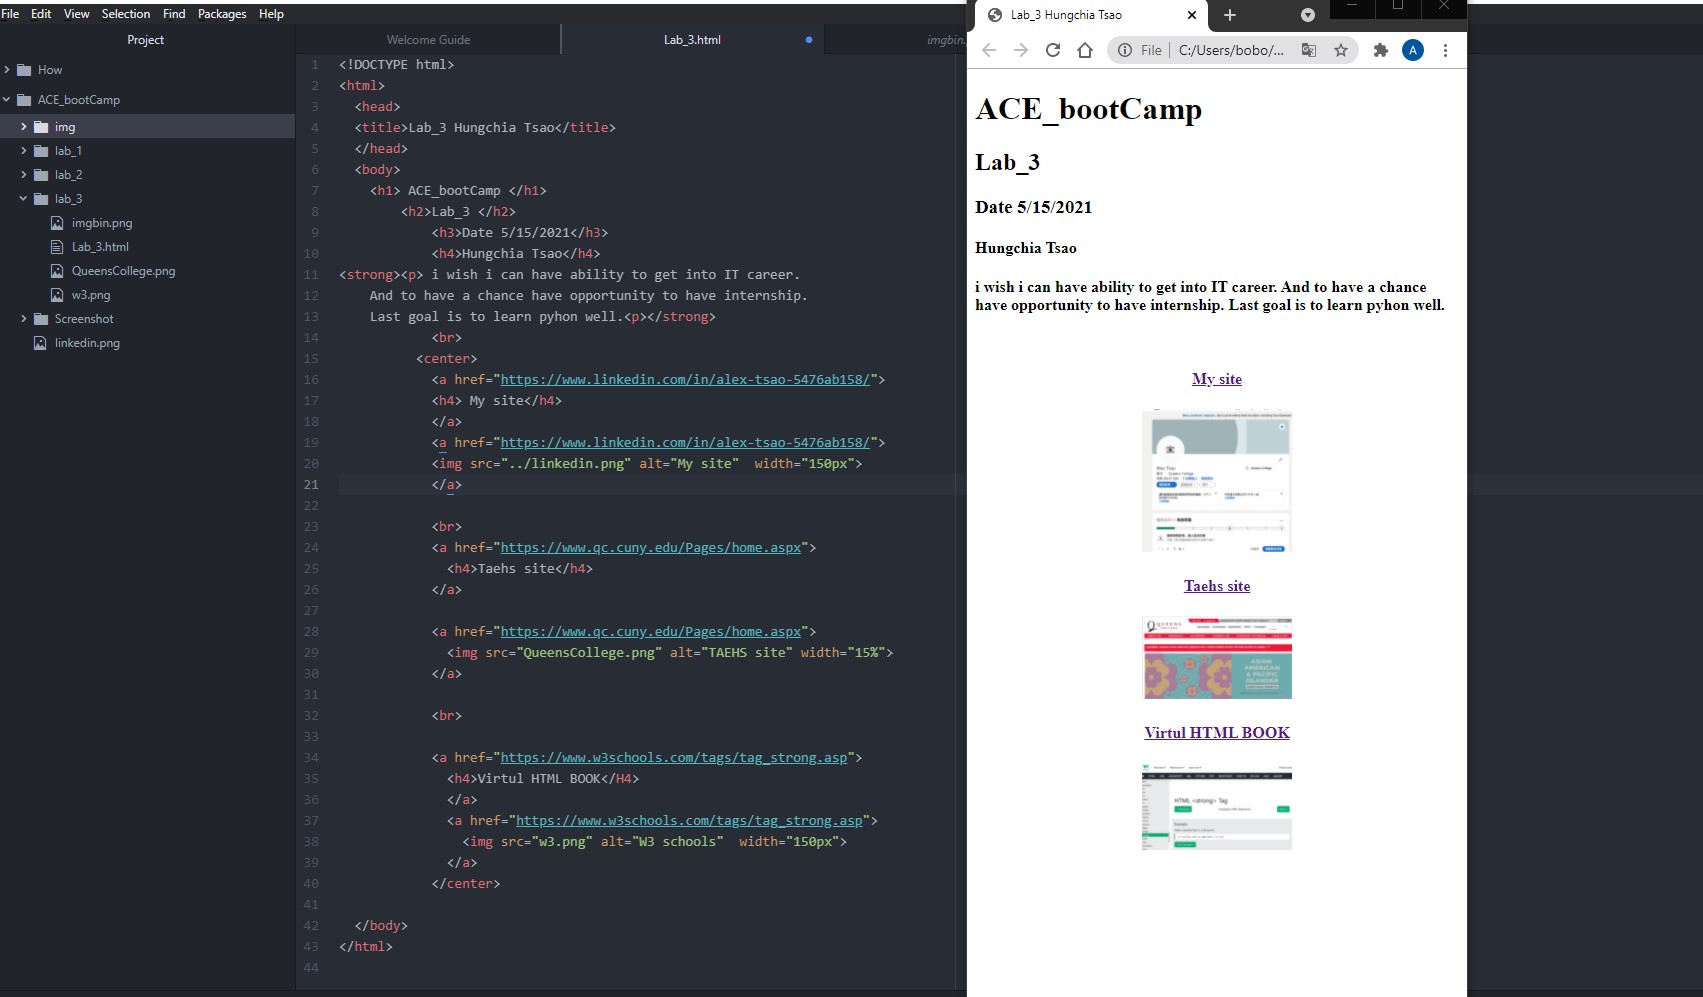 File Edit View Selection Find Packages Help
Project
How
ACE_bootCamp
img
lab_1
lab_2
lab_3
imgbin.png
Lab_3.html
QueensCollege.png
w3.png
Screenshot
linkedin.png
Welcome Guide
Lab_3.html
imgbin.
1 <!DOCTYPE html>
2 <html>
3 <head>
4 <title>Lab_3 Hungchia Tsao</title>
5 </head>
6 <body>
7 <h1> ACE_bootCamp </h1>
8 <h2>Lab_3 </h2>
9 <h3>Date 5/15/2021</h3>
10 <h4>Hungchia Tsao</h4>
11 <strong><p> i wish i can have ability to get into IT career.
12 And to have a chance have opportunity to have internship.
13 Last goal is to learn pyhon well.<p></strong>
14 <br>
15 <center>
16 <a href="https://www.linkedin.com/in/alex-tsao-5476ab158/">
17 <h4> My site</h4>
18 </a>
19 <a href="https://www.linkedin.com/in/alex-tsao-5476ab158/">
20 <img src="../linkedin.png" alt="My site"  width="150px">
21 </a>
22
23 <br>
24 <a href="https://www.qc.cuny.edu/Pages/home.aspx">
25 <h4>Taehs site</h4>
26 </a>
27
28 <a href="https://www.qc.cuny.edu/Pages/home.aspx">
29 <img src="QueensCollege.png" alt="TAEHS site" width="15%">
30 </a>
31
32 <br>
33
34 <a href="https://www.w3schools.com/tags/tag_strong.asp">
35 <h4>Virtul HTML BOOK</H4>
36 </a>
37 <a href="https://www.w3schools.com/tags/tag_strong.asp">
38 <img src="w3.png" alt="W3 schools"  width="150px">
39 </a>
40 </center>
41
42 </body>
43 </html>
44
Lab_3 Hungchia Tsao
File C:/Users/bobo/...
A
ACE_bootCamp
Lab_3
Date 5/15/2021
Hungchia Tsao
i wish i can have ability to get into IT career. And to have a chance
have opportunity to have internship. Last goal is to learn pyhon well.
My site
Taehs site
QUEENS
ASIAN
AMERICAN
& PACIFIC
ISLANDER
Virtul HTML BOOK
HTML <strong> Tag